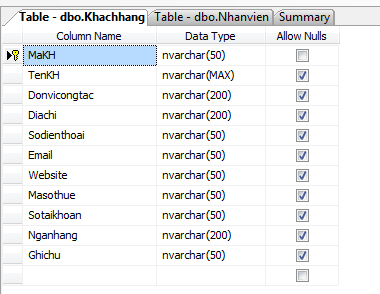 Table - dbo.Khachhang Table - dbo.Nhanvien Summary
Column Name Data Type Allow Nulls
MaKH nvarchar(50)
TenKH nvarchar(MAX)
Donvicongtac nvarchar(200)
Diachi nvarchar(200)
Sodienthoai nvarchar(50)
Email nvarchar(50)
Website nvarchar(50)
Masothue nvarchar(50)
Sotaikhoan nvarchar(50)
Nganhang nvarchar(200)
Ghichu nvarchar(50)